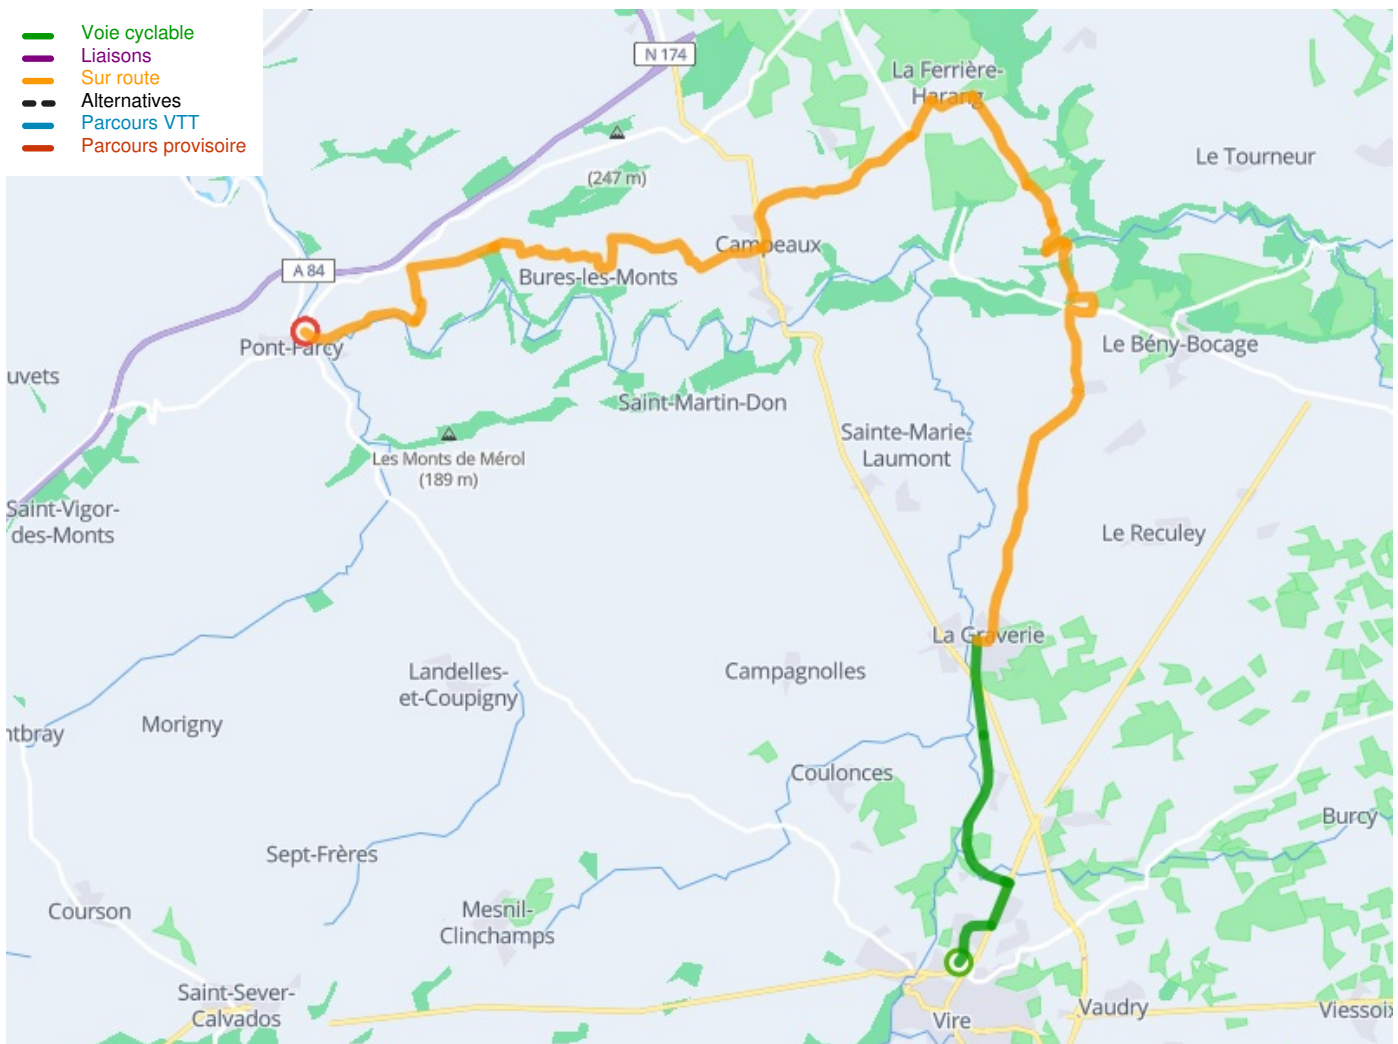 Voie cyclable
Liaisons
Sur route
Alternatives
Parcours VTT
Parcours provisoire
N 174
La Ferrière-
Harang
Le Tourneur
(247 m)
Campeaux
A 84
Bures-les-Monts
Pont-Farcy
Le Bény-Bocage
uvets
Saint-Martin-Don
Sainte-Marie-
Laumont
Les Monts de Mérol
(189 m)
Saint-Vigor-
des-Monts
Le Reculey
La Graverie
Landelles-
et-Coupigny
Campagnolles
Morigny
ntbray
Coulonces
Burcy
Sept-Frères
Courson
Mesnil-
Clinchamps
Saint-Sever-
Calvados
Vaudry
Viessoix
Vire